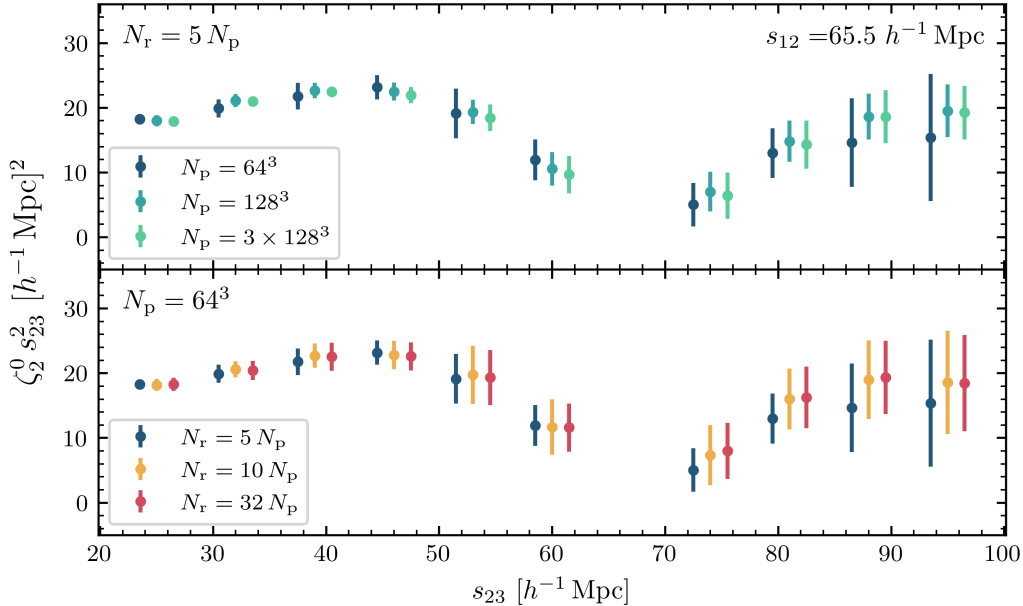 N_r = 5 N_p
s_12 =65.5 h^−1 Mpc
30
20
10
0
N_p = 64^3
N_p = 128^3
N_p = 3 × 128^3
ζ_2^0 s_23^2 [h^−1 Mpc]^2
N_p = 64^3
30
20
10
0
N_r = 5 N_p
N_r = 10 N_p
N_r = 32 N_p
20 30 40 50 60 70 80 90 100
s_23 [h^−1 Mpc]